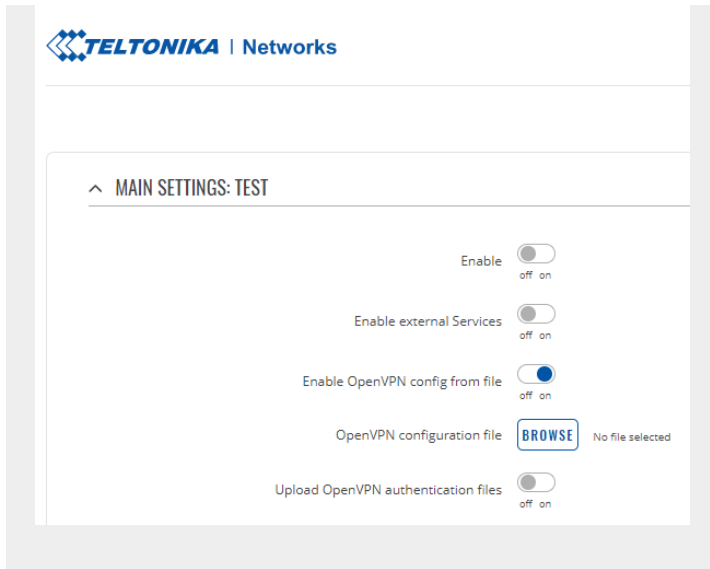 TELTONIKA | Networks
MAIN SETTINGS: TEST
Enable
off on
Enable external Services
off on
Enable OpenVPN config from file
off on
OpenVPN configuration file BROWSE No file selected
Upload OpenVPN authentication files
off on